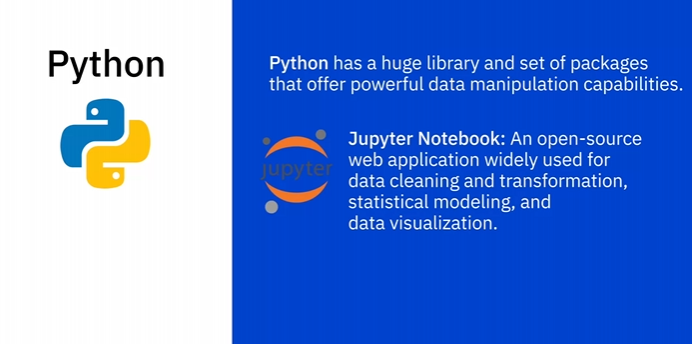 Python
Python has a huge library and set of packages
that offer powerful data manipulation capabilities.
jupyter
Jupyter Notebook: An open-source
web application widely used for
data cleaning and transformation,
statistical modeling, and
data visualization.